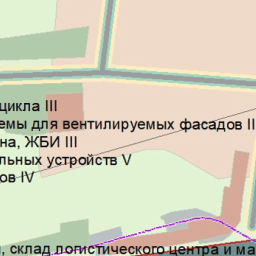 цикла III
емы для вентилируемых фасадов II
на, ЖБИ III
льных устройств V
ов IV
, склад логистического центра и ма